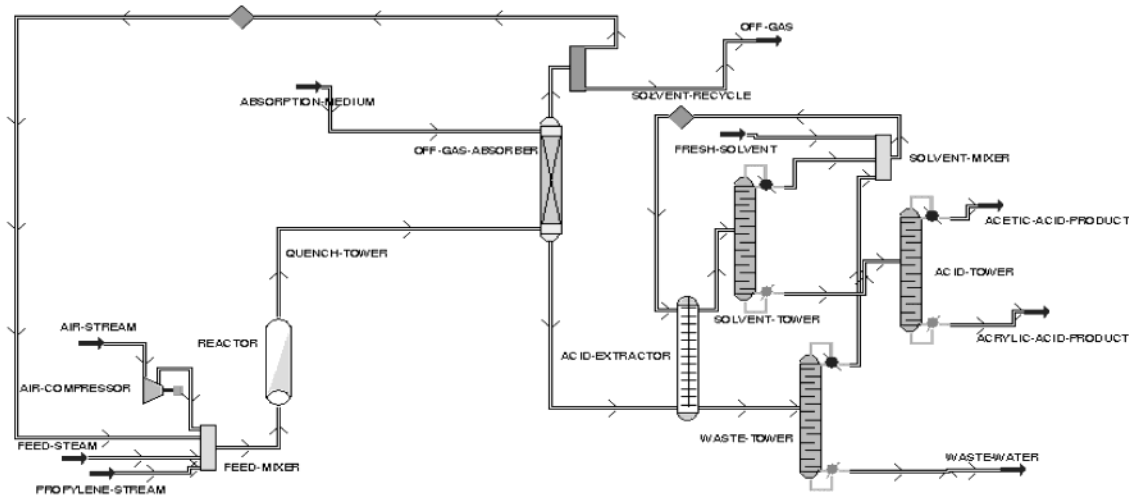 OFF-GAS
SOLVENT-RECYCLE
ABSORPTION-MEDIUM
OFF-GAS-ABSORBER
FRESH-SOLVENT
SOLVENT-MIXER
ACETIC-ACID-PRODUCT
QUENCH-TOWER
ACID-TOWER
SOLVENT-TOWER
AIR-STREAM
REACTOR
ACRYLIC-ACID-PRODUCT
ACID-EXTRACTOR
AIR-COMPRESSOR
WASTE-TOWER
FEED-STEAM
WASTE-WATER
FEED-MIXER
PROPYLENE-STREAM